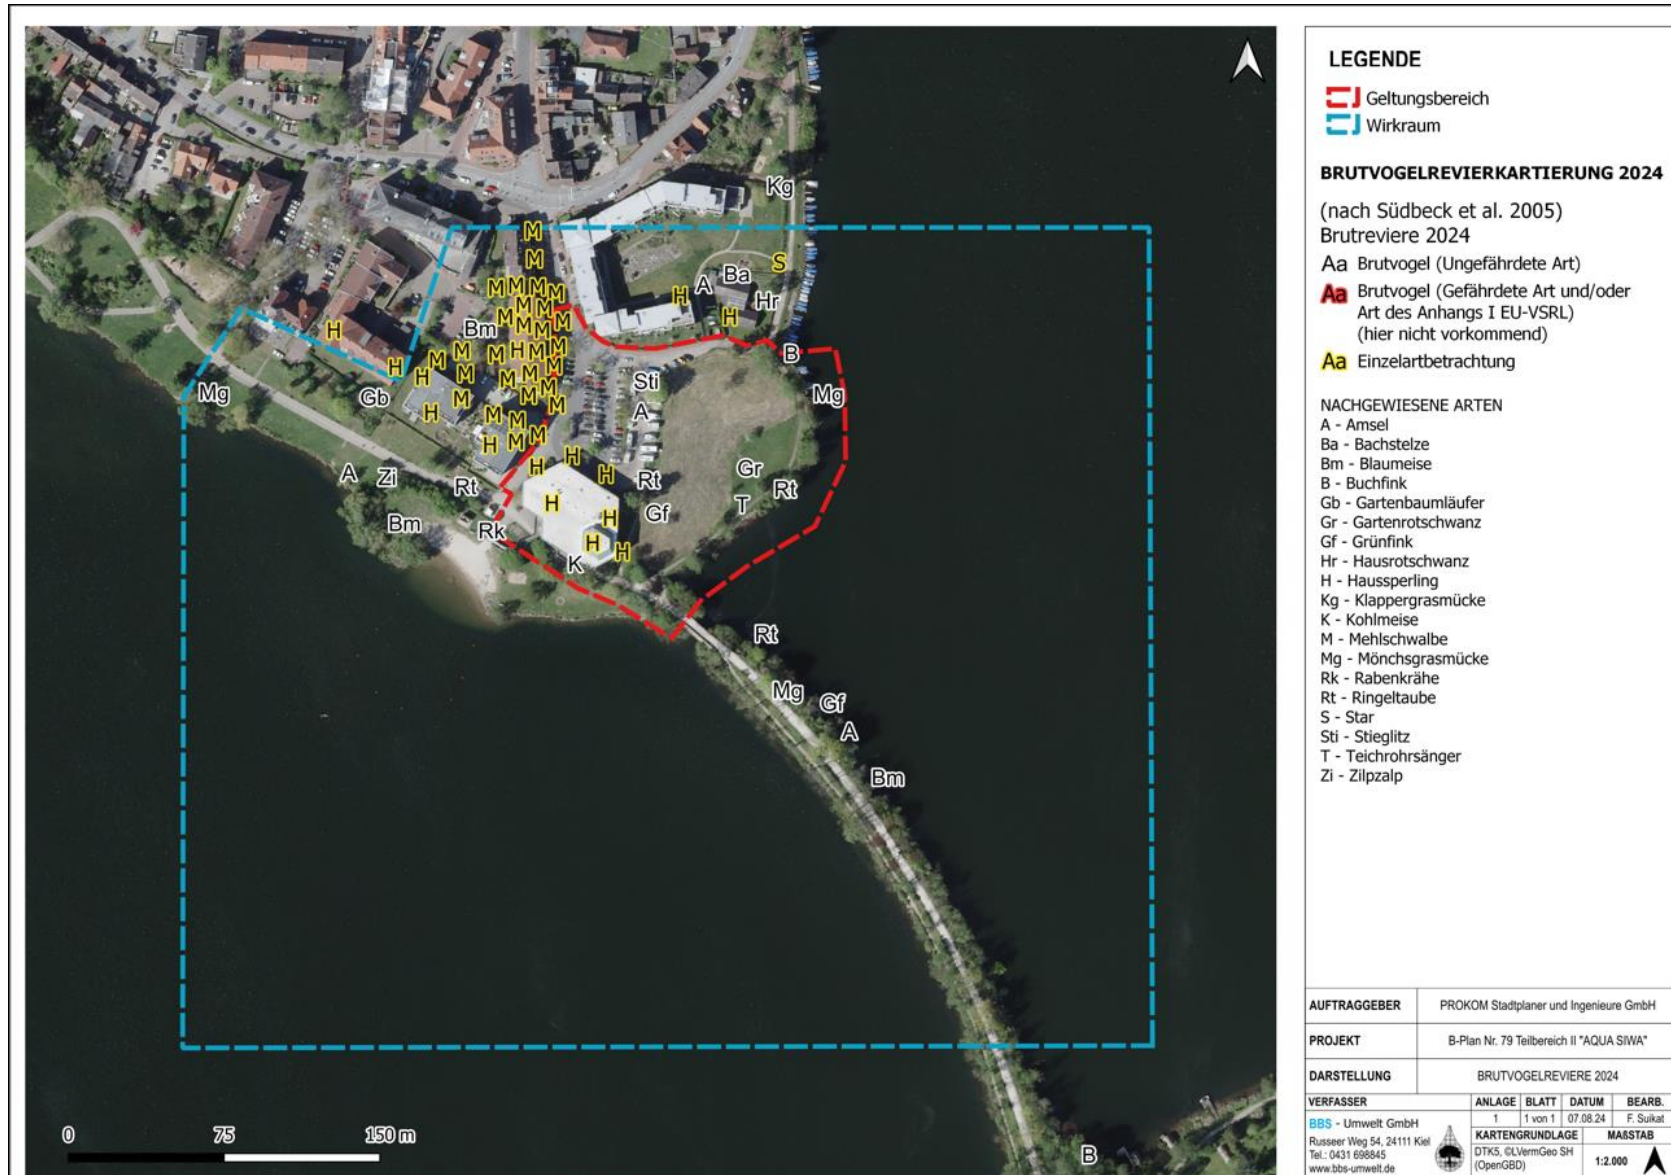 LEGENDE
Geltungsbereich
Wirkraum
BRUTVOGELREVIERKARTIERUNG 2024
(nach Südbeck et al. 2005)
Brutreviere 2024
Aa Brutvogel (Ungefährdete Art)
Aa Brutvogel (Gefährdete Art und/oder
Art des Anhangs I EU-VSRL)
(hier nicht vorkommend)
Aa Einzelartbetrachtung
NACHGEWIESENE ARTEN
A - Amsel
Ba - Bachstelze
Bm - Blaumeise
B - Buchfink
Gb - Gartenbaumläufer
Gr - Gartenrotschwanz
Gf - Grünfink
Hr - Hausrotschwanz
H - Haussperling
Kg - Klappergrasmücke
K - Kohlmeise
M - Mehlschwalbe
Mg - Mönchsgrasmücke
Rk - Rabenkrähe
Rt - Ringeltaube
S - Star
Sti - Stieglitz
T - Teichrohrsänger
Zi - Zilpzalp
Kg
M
M
S
Ba
A
Hr
M M M M
H
M M
M M H
Bm M M M
H
M M H M M B
M M
H H M M M
Sti
M M M
Mg Gb M M M Mg
H M M A
H M M
H H H
A Zi Rt Rt Gr Rt
H T
Bm Rk H Gf
H H
K
Rt
Mg Gf
A
Bm
B
0 75 150 m
AUFTRAGGEBER PROKOM Stadtplaner und Ingenieure GmbH
PROJEKT B-Plan Nr. 79 Teilbereich II "AQUA SIWA"
DARSTELLUNG BRUTVOGELREVIERE 2024
VERFASSER ANLAGE BLATT DATUM BEARB.
BBS - Umwelt GmbH 1 1 von 1 07.08.24 F. Suikat
Russeer Weg 54, 24111 Kiel KARTENGRUNDLAGE MAßSTAB
Tel.: 0431 698845 DTK5, ©LVermGeo SH 1:2.000
www.bbs-umwelt.de (OpenGBD)